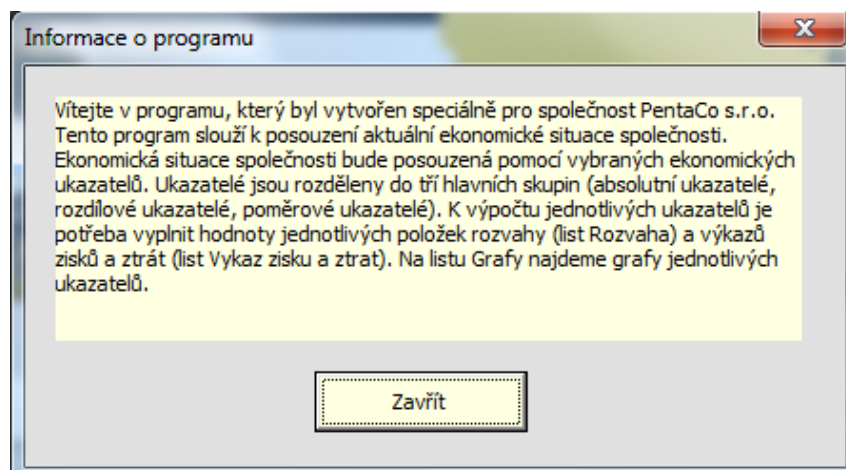 Informace o programu
Vítejte v programu, který byl vytvořen speciálně pro společnost PentaCo s.r.o.
Tento program slouží k posouzení aktuální ekonomické situace společnosti.
Ekonomická situace společnosti bude posouzená pomocí vybraných ekonomických
ukazatelů. Ukazatelé jsou rozděleny do tří hlavních skupin (absolutní ukazatelé,
rozdílové ukazatelé, poměrové ukazatelé). K výpočtu jednotlivých ukazatelů je
potřeba vyplnit hodnoty jednotlivých položek rozvahy (list Rozvaha) a výkazů
zisků a ztrát (list Vykaz zisku a ztrat). Na listu Grafy najdeme grafy jednotlivých
ukazatelů.
Zavřít